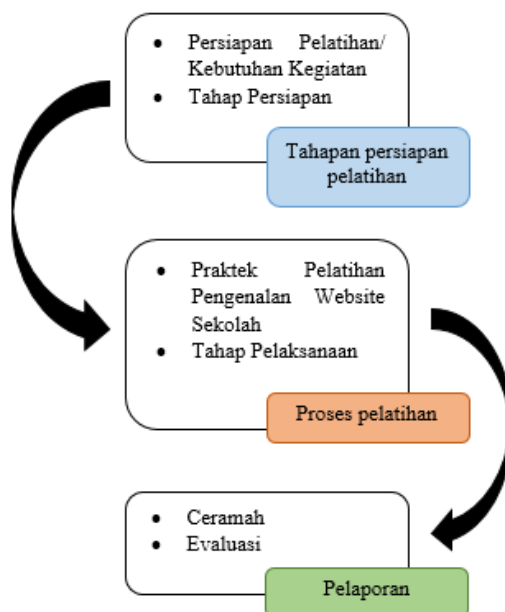 • Persiapan Pelatihan/
Kebutuhan Kegiatan
• Tahap Persiapan
Tahapan persiapan
pelatihan
• Praktek Pelatihan
Pengenalan Website
Sekolah
• Tahap Pelaksanaan
Proses pelatihan
• Ceramah
• Evaluasi
Pelaporan